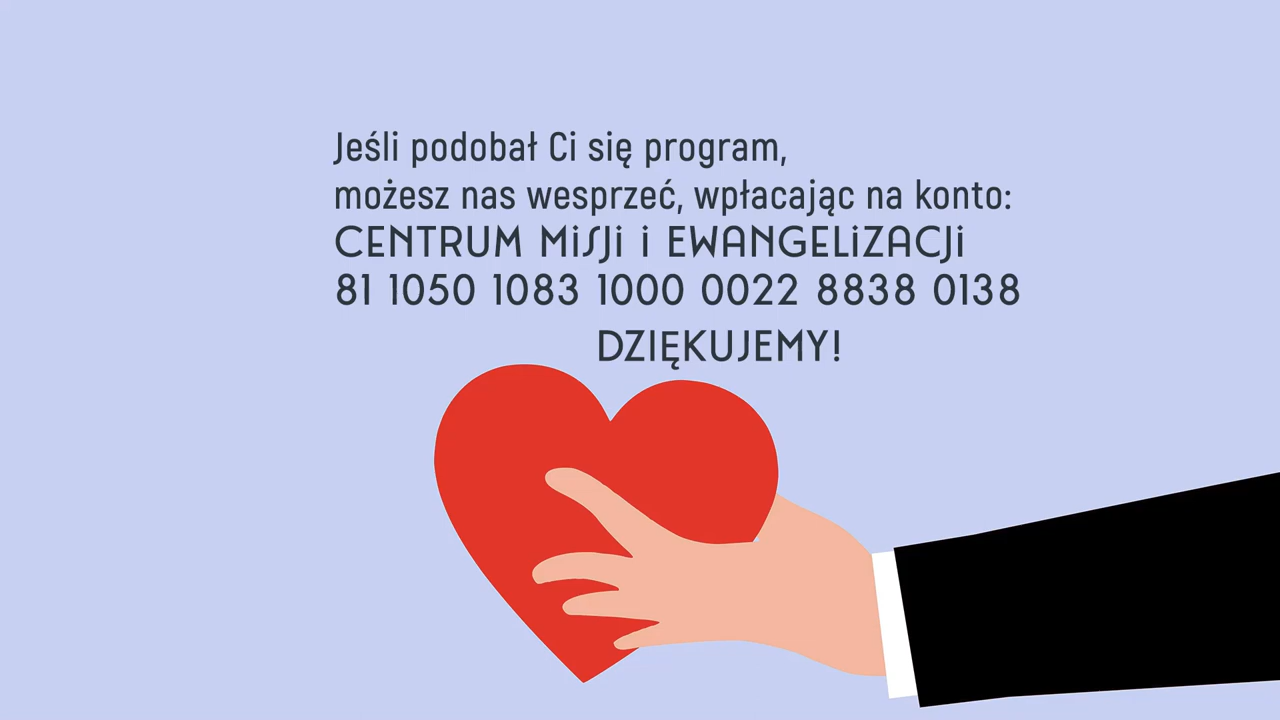 Jeśli podobał Ci się program,
możesz nas wesprzeć, wpłacając na konto:
CENTRUM MiSJi i EWANGELiZACJi
81 1050 1083 1000 0022 8838 0138
DZIĘKUJEMY!